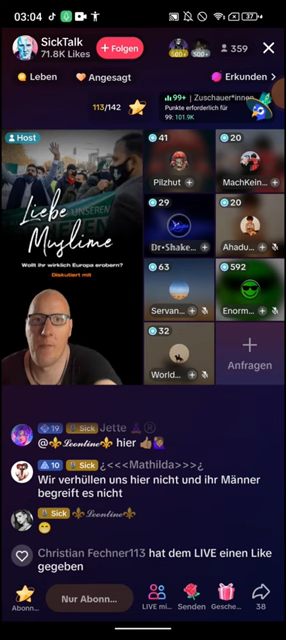 03:04
37
SickTalk
71.8K Likes
+ Folgen
500+
500+
359
Leben
Angesagt
Erkunden >
113/142
99+ | Zuschauer*innen
Punkte erforderlich für
99: 101.9K
Host
Liebe
Muslime
Wollt ihr wirklich Europa erobern?
Diskutiert mit
41
Pilzhut
20
MachKein...
29
Dr•Shake...
20
Ahadu...
63
Servan...
592
Enorm...
32
World...
Anfragen
19 Sick Jette ®
@⚜𝓛𝓮𝓸𝓷𝓽𝓲𝓷𝓮⚜ hier
10 Sick ¿<<<Mathilda>>>¿
Wir verhüllen uns hier nicht und ihr Männer
begreift es nicht
Sick ⚜𝓛𝓮𝓸𝓷𝓽𝓲𝓷𝓮⚜
😁
Christian Fechner113 hat dem LIVE einen Like
gegeben
Abonn...
Nur Abonn...
LIVE mi...
Senden
Gesche...
38